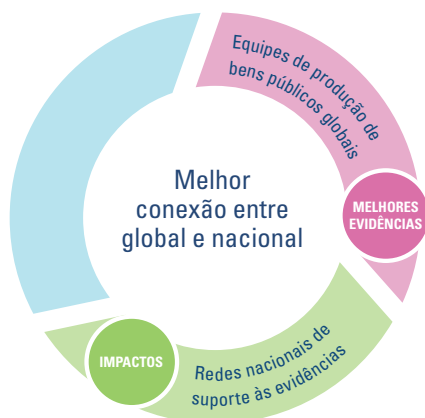 Equipes de produção de
bens públicos globais
Melhor
conexão entre
global e nacional
MELHORES
EVIDÊNCIAS
IMPACTOS
Redes nacionais de
suporte às evidências